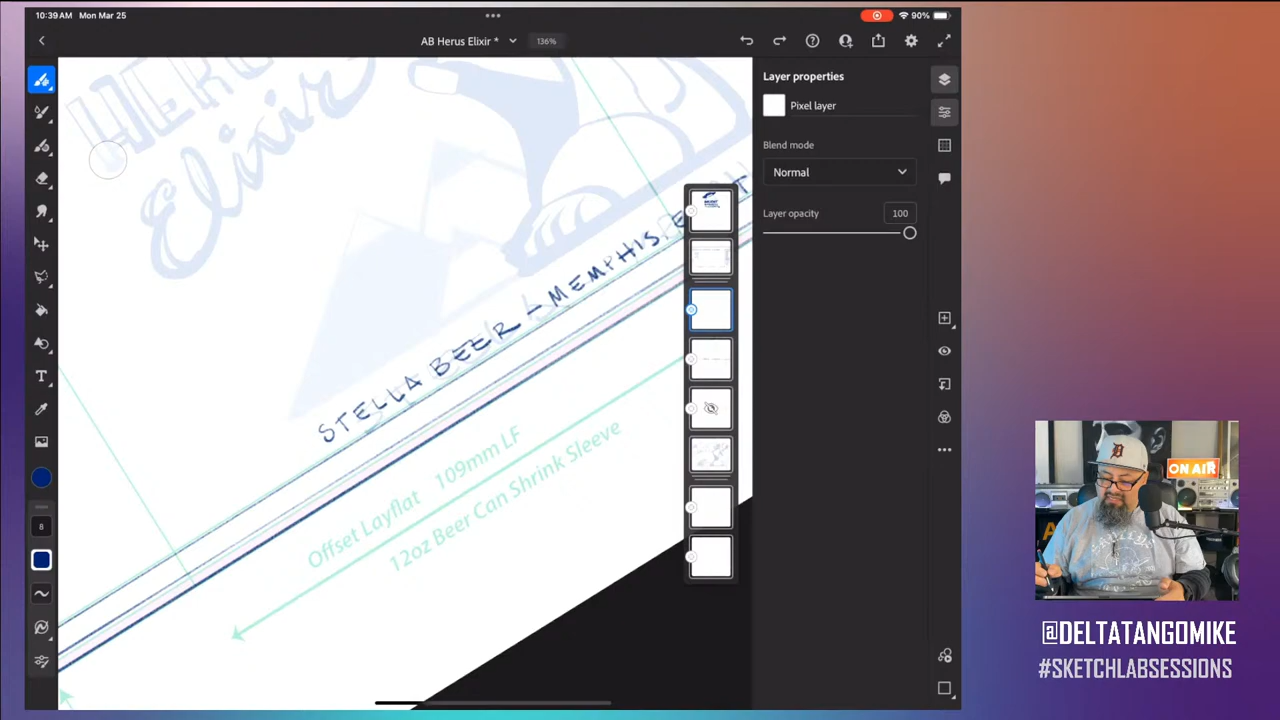 10:39 AM Mon Mar 25
90%
AB Herus Elixir *
136%
Layer properties
Pixel layer
Blend mode
Normal
Layer opacity
100
8
T
Elixir
STELLA BEER - MEMPHIS
Offset Layflat 109mm LF
12oz Beer Can Shrink Sleeve
D
ON AIR
@DELTATANGOMIKE
#SKETCHLABSESSIONS